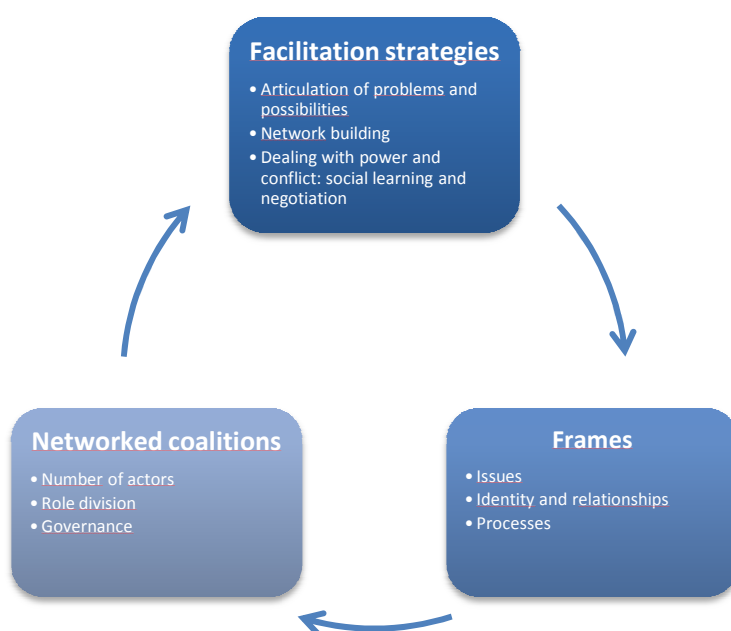 Facilitation strategies
• Articulation of problems and
possibilities
• Network building
• Dealing with power and
conflict: social learning and
negotiation
Networked coalitions
• Number of actors
• Role division
• Governance
Frames
• Issues
• Identity and relationships
• Processes